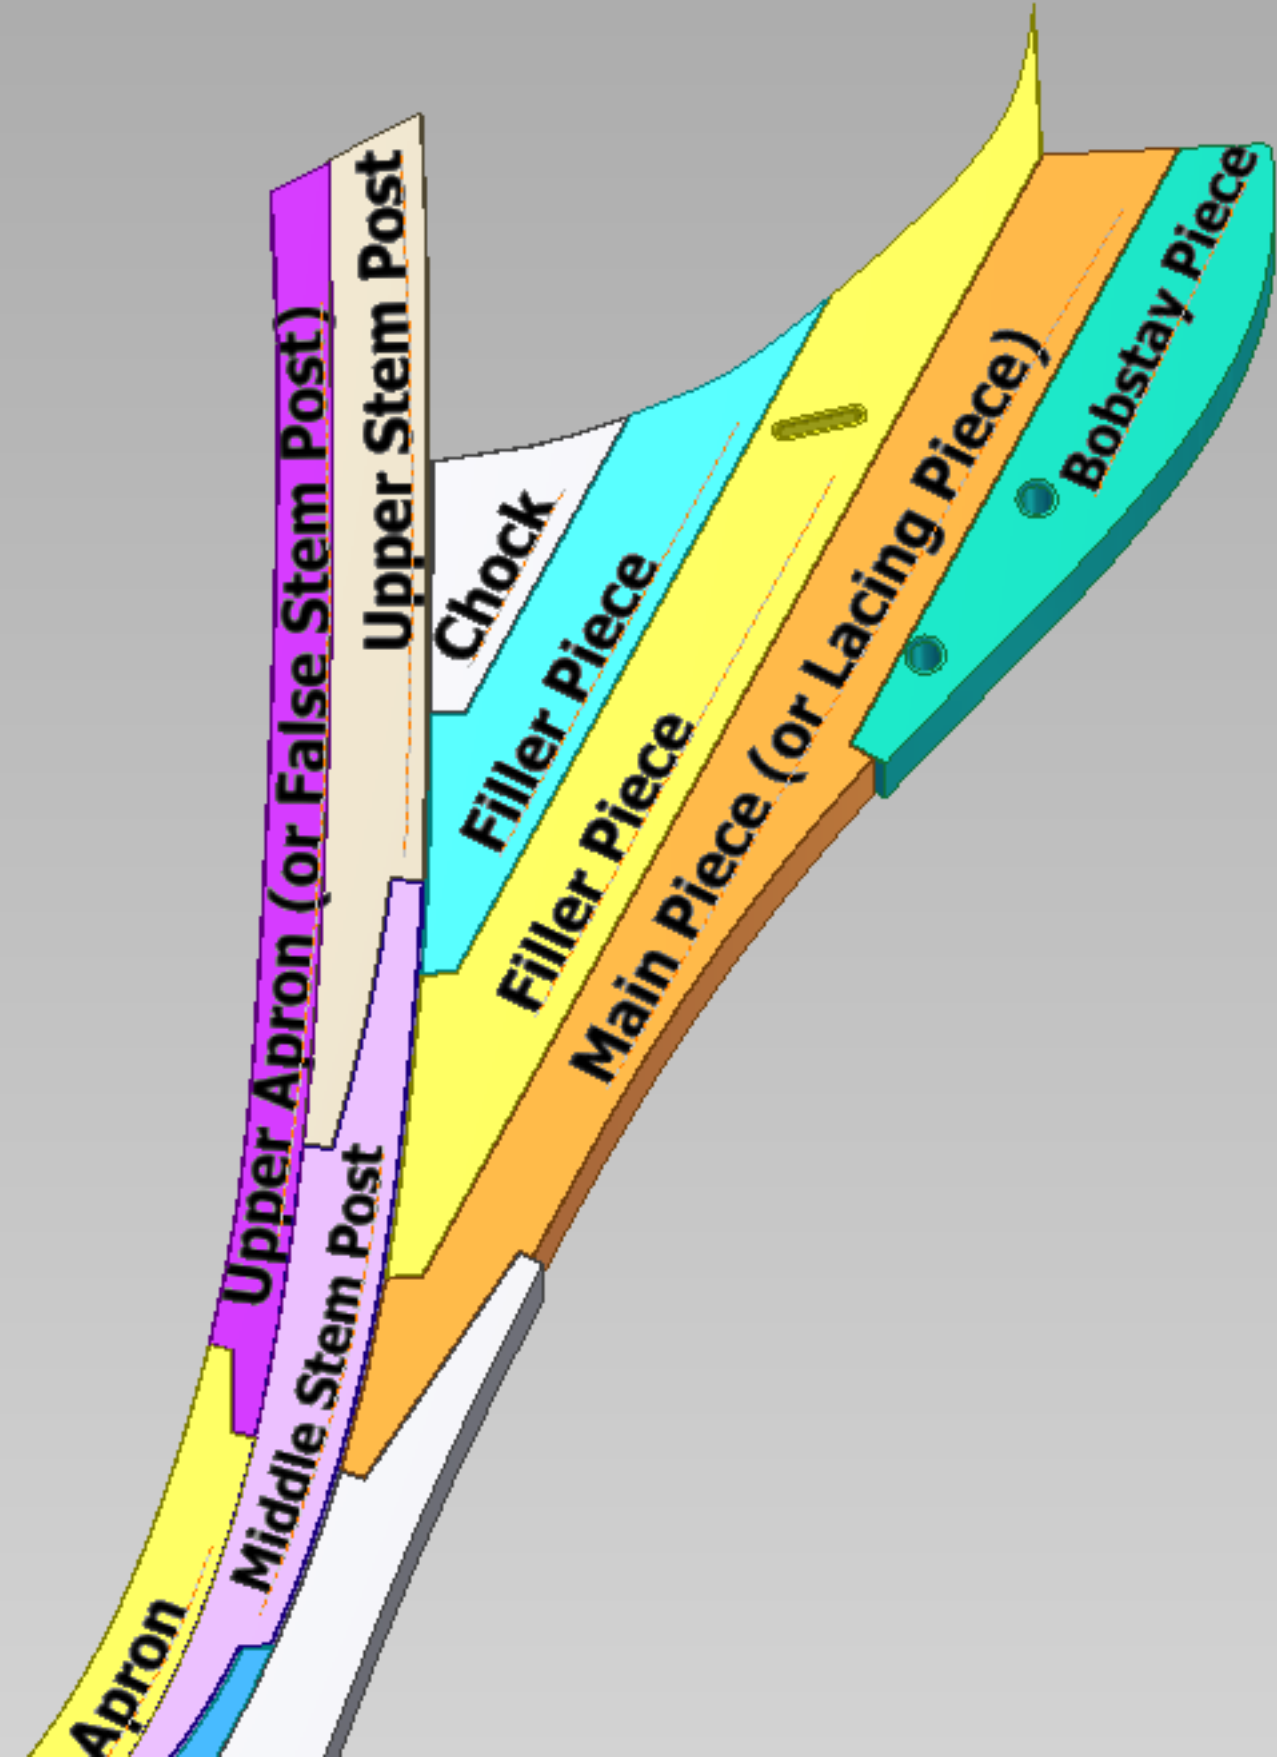 Upper Apron (or False Stem Post)
Upper Stem Post
Chock
Filler Piece
Filler Piece
Main Piece (or Lacing Piece)
Bobstay Piece
Middle Stem Post
Apron